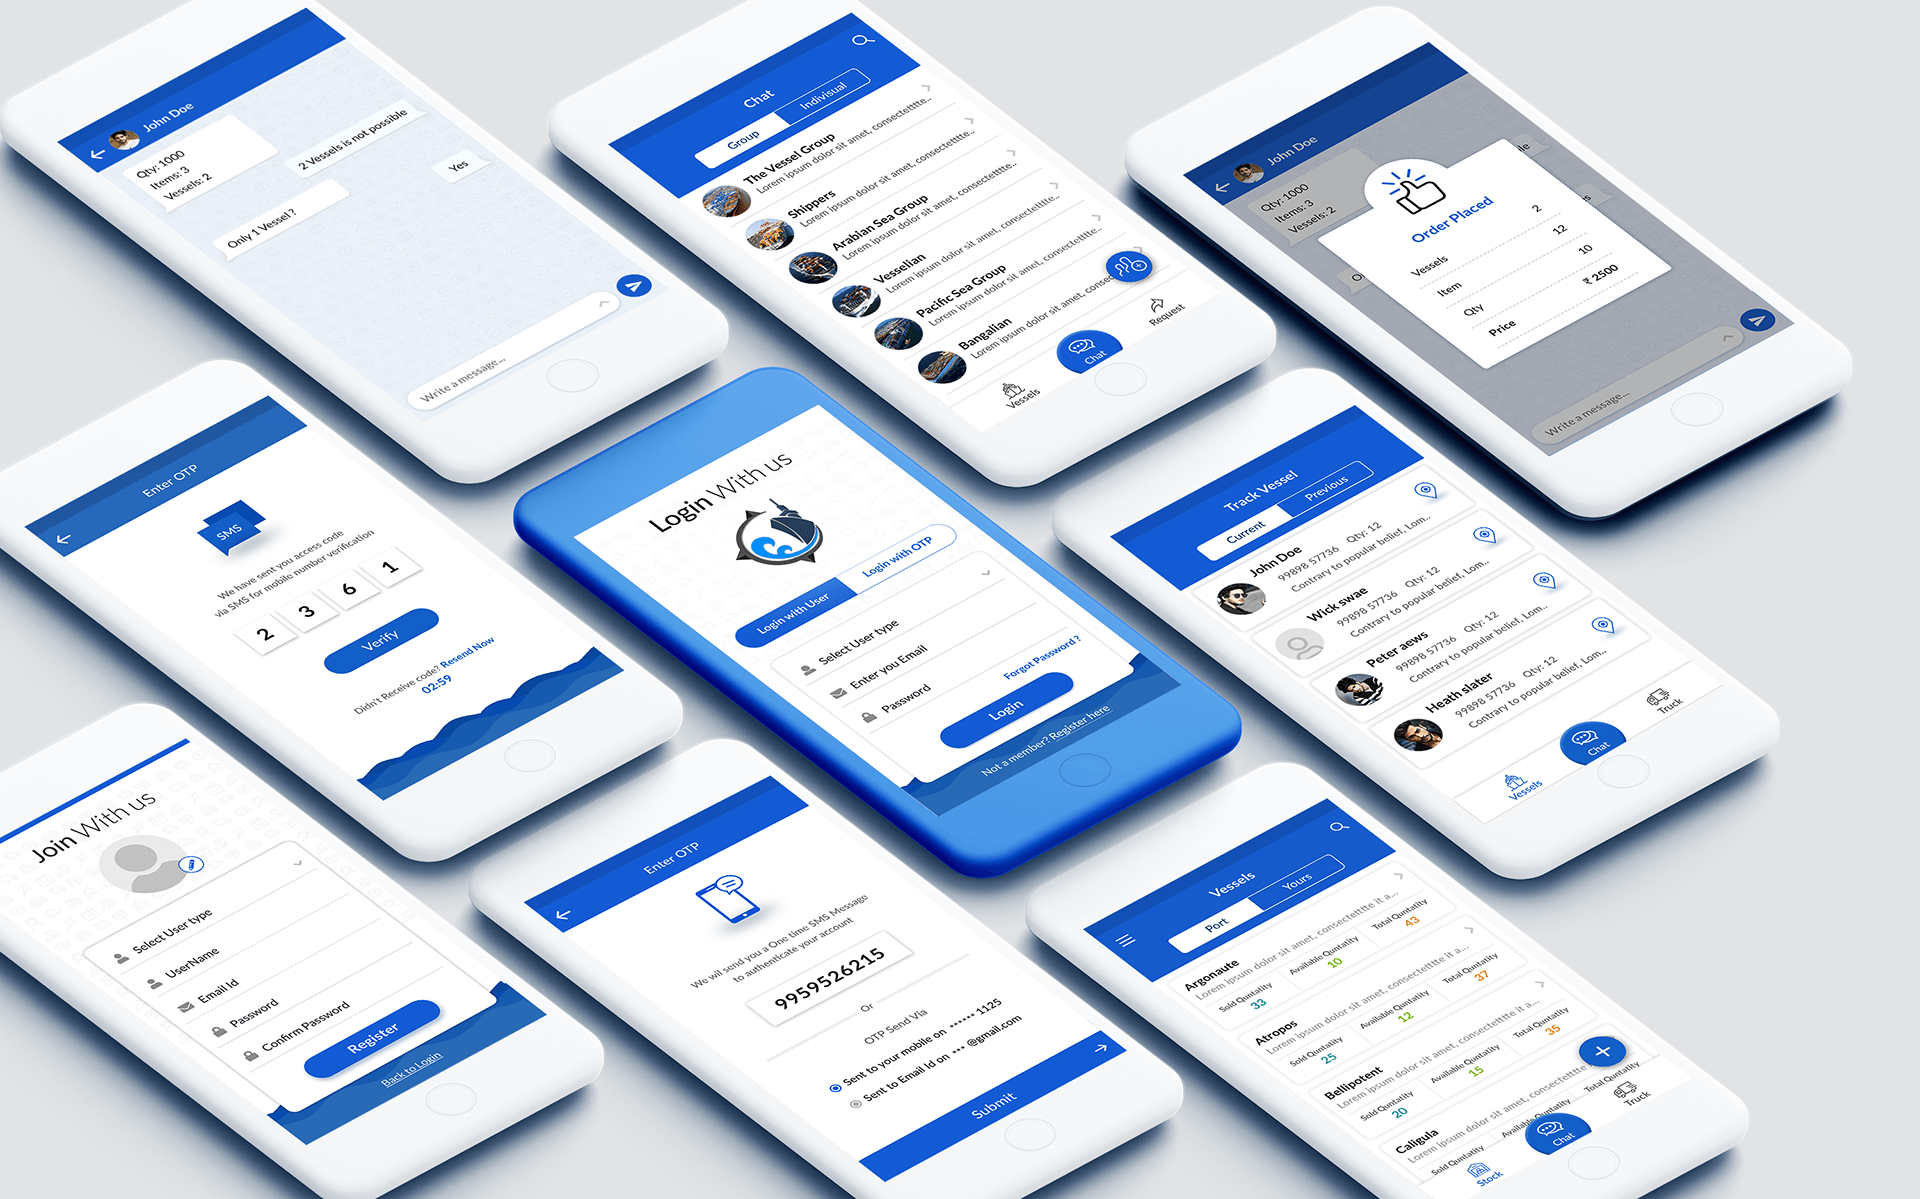 John Doe
Qty: 1000
Items: 3
Vessels: 2
2 Vessels is not possible
Yes
Only 1 Vessel ?
Write a message...
Chat
Group
Indivisual
The Vessel Group
Lorem ipsum dolor sit amet, consectetttte..
Shippers
Lorem ipsum dolor sit amet, consectetttte..
Arabian Sea Group
Lorem ipsum dolor sit amet, consectetttte..
Vesselian
Lorem ipsum dolor sit amet, consectetttte..
Pacific Sea Group
Lorem ipsum dolor sit amet, consectetttte..
Bangalian
Lorem ipsum dolor sit amet, consectetttte..
Vessels
Chat
Request
John Doe
Qty: 1000
Items: 3
Vessels: 2
Order Placed
Vessels 2
Item 12
Qty 10
Price ₹ 2500
Write a message...
Enter OTP
SMS
We have sent you access code
via SMS for mobile number verification
2 3 6 1
Verify
Didn't Receive code? Resend Now
02:59
Login With us
Login with User
Login with OTP
Select User type
Enter you Email
Password
Forgot Password ?
Login
Not a member? Register here
Track Vessel
Current
Previous
John Doe
99898 57736 Qty: 12
Contrary to popular belief, Lom..
Wick swae
99898 57736 Qty: 12
Contrary to popular belief, Lom..
Peter aews
99898 57736 Qty: 12
Contrary to popular belief, Lom..
Heath slater
99898 57736 Qty: 12
Contrary to popular belief, Lom..
Vessels
Chat
Truck
Join With us
Select User type
UserName
Email Id
Password
Confirm Password
Register
Back to Login
Enter OTP
We wil send you a One time SMS Message
to authenticate your account
9959526215
Or
OTP Send Via
Sent to your mobile on ****** 1125
Sent to Email Id on *** @gmail.com
Submit
Vessels
Port
Yours
Argonaute
Lorem ipsum dolor sit amet, consectetttte it a...
Sold Quntatity Available Quntatity Total Quntatity
33 10 43
Atropos
Lorem ipsum dolor sit amet, consectetttte it a...
Sold Quntatity Available Quntatity Total Quntatity
25 12 37
Bellipotent
Lorem ipsum dolor sit amet, consectetttte it a...
Sold Quntatity Available Quntatity Total Quntatity
20 15 35
Caligula
Lorem ipsum dolor sit amet, consectetttte
Sold Quntatity Available Quntatity Total Quntatity
Stock
Chat
Truck